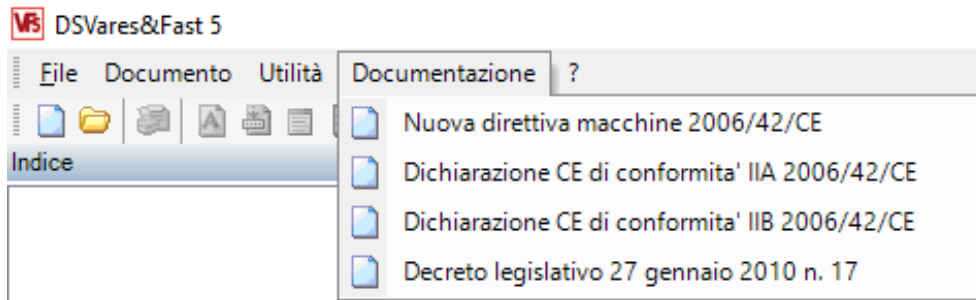 VFS DSVares&Fast 5
File Documento Utilità Documentazione ?
Indice
Nuova direttiva macchine 2006/42/CE
Dichiarazione CE di conformita' IIA 2006/42/CE
Dichiarazione CE di conformita' IIB 2006/42/CE
Decreto legislativo 27 gennaio 2010 n. 17